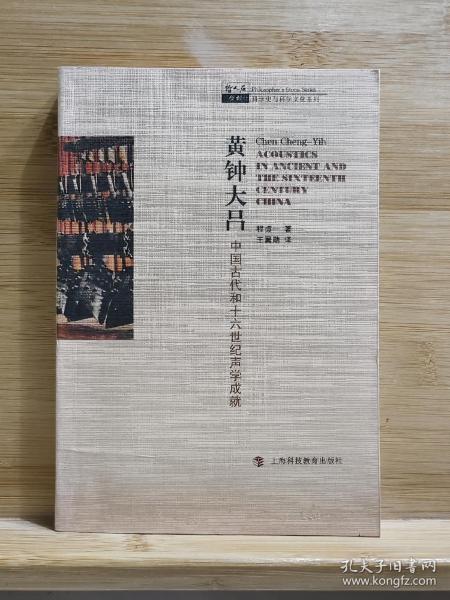 哲人石
丛书
Philosopher's Stone Series
科学史与科学文化系列
黄钟大吕
中国古代和十六世纪声学成就
Chen Cheng-Yih
ACOUSTICS
IN ANCIENT AND
THE SIXTEENTH
CENTURY
CHINA
程贞一 著
王翼勋 译
上海科技教育出版社
孔夫子旧书网
www.kongfz.com